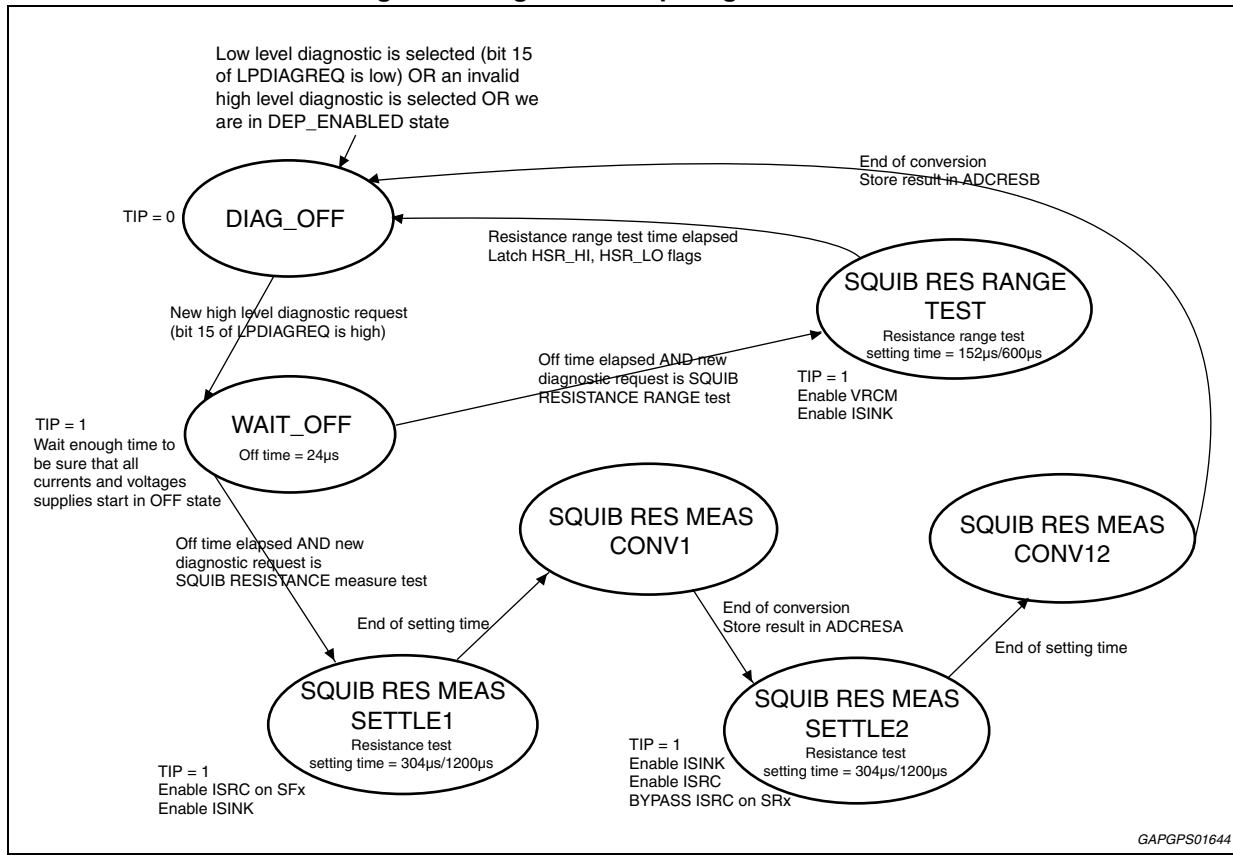 Low level diagnostic is selected (bit 15
of LPDIAGREQ is low) OR an invalid
high level diagnostic is selected OR we
are in DEP_ENABLED state
End of conversion
Store result in ADCRESB
TIP = 0
DIAG_OFF
Resistance range test time elapsed
Latch HSR_HI, HSR_LO flags
SQUIB RES RANGE
TEST
Resistance range test
setting time = 152µs/600µs
New high level diagnostic request
(bit 15 of LPDIAGREQ is high)
Off time elapsed AND new
diagnostic request is SQUIB
RESISTANCE RANGE test
TIP = 1
Enable VRCM
Enable ISINK
TIP = 1
Wait enough time to
be sure that all
currents and voltages
supplies start in OFF state
WAIT_OFF
Off time = 24µs
SQUIB RES MEAS
CONV1
SQUIB RES MEAS
CONV12
Off time elapsed AND new
diagnostic request is
SQUIB RESISTANCE measure test
End of setting time
End of conversion
Store result in ADCRESA
End of setting time
SQUIB RES MEAS
SETTLE1
Resistance test
setting time = 304µs/1200µs
TIP = 1
Enable ISRC on SFx
Enable ISINK
SQUIB RES MEAS
SETTLE2
Resistance test
setting time = 304µs/1200µs
TIP = 1
Enable ISINK
Enable ISRC
BYPASS ISRC on SRx
GAPGPS01644